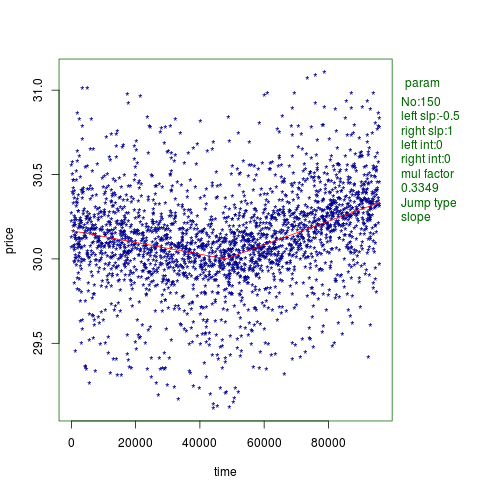 param
No:150
left slp:-0.5
right slp:1
left int:0
right int:0
mul factor
0.3349
Jump type
slope
price
31.0
30.5
30.0
29.5
0 20000 40000 60000 80000
time